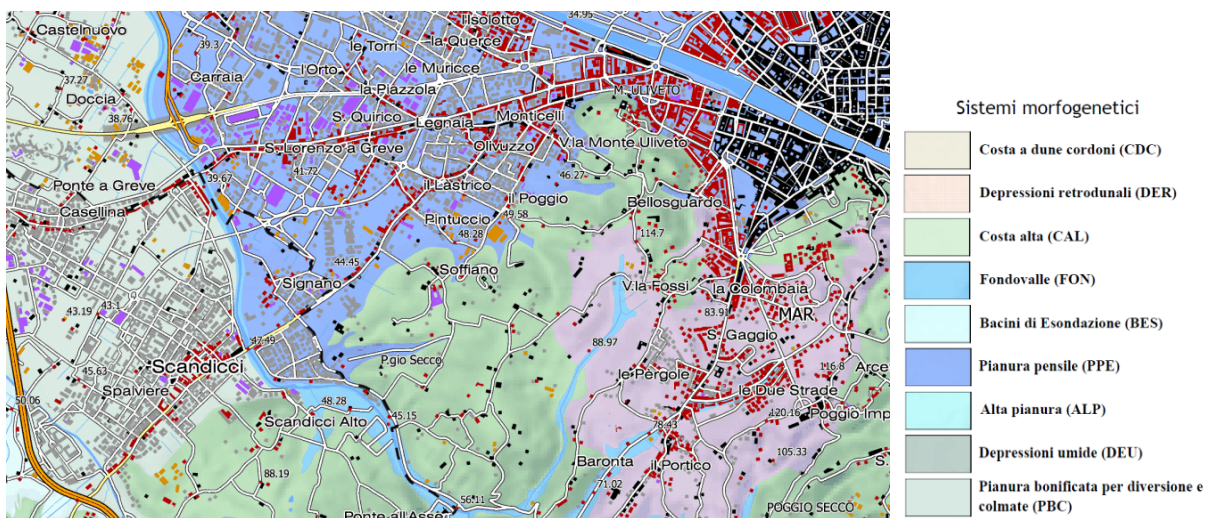 l'Isolotto
34.95
Castelnuovo
39.3
le Torri
la Querce
37.27
Carraia
l'Orto
le Muricce
Doccia
la Piazzola
M. ULIVETO
38.76
S. Quirico
Legnaia
Monticelli
S. Lorenzo a Greve
Olivuzzo
V.la Monte Uliveto
41.72
39.67
46.27
Ponte a Greve
il Lastrico
il Poggio
Bellosguardo
Casellina
Pintuccio
49.58
48.28
114.7
44.45
Soffiano
Signano
V.la Fossi
la Colombaia
43.1
83.91
MAR
43.19
S. Gaggio
47.49
88.97
Scandicci
P.gio Secco
45.63
le Pergole
116.8
Arce
Spalviere
le Due Strade
50.06
48.28
45.15
120.16
Poggio Imp
Scandicci Alto
78.43
105.33
88.19
Baronta
il Portico
S.
71.02
56.11
Ponte all'Asse
POGGIO SECCO
Sistemi morfogenetici
Costa a dune cordoni (CDC)
Depressioni retrodunali (DER)
Costa alta (CAL)
Fondovalle (FON)
Bacini di Esondazione (BES)
Pianura pensile (PPE)
Alta pianura (ALP)
Depressioni umide (DEU)
Pianura bonificata per diversione e
colmate (PBC)